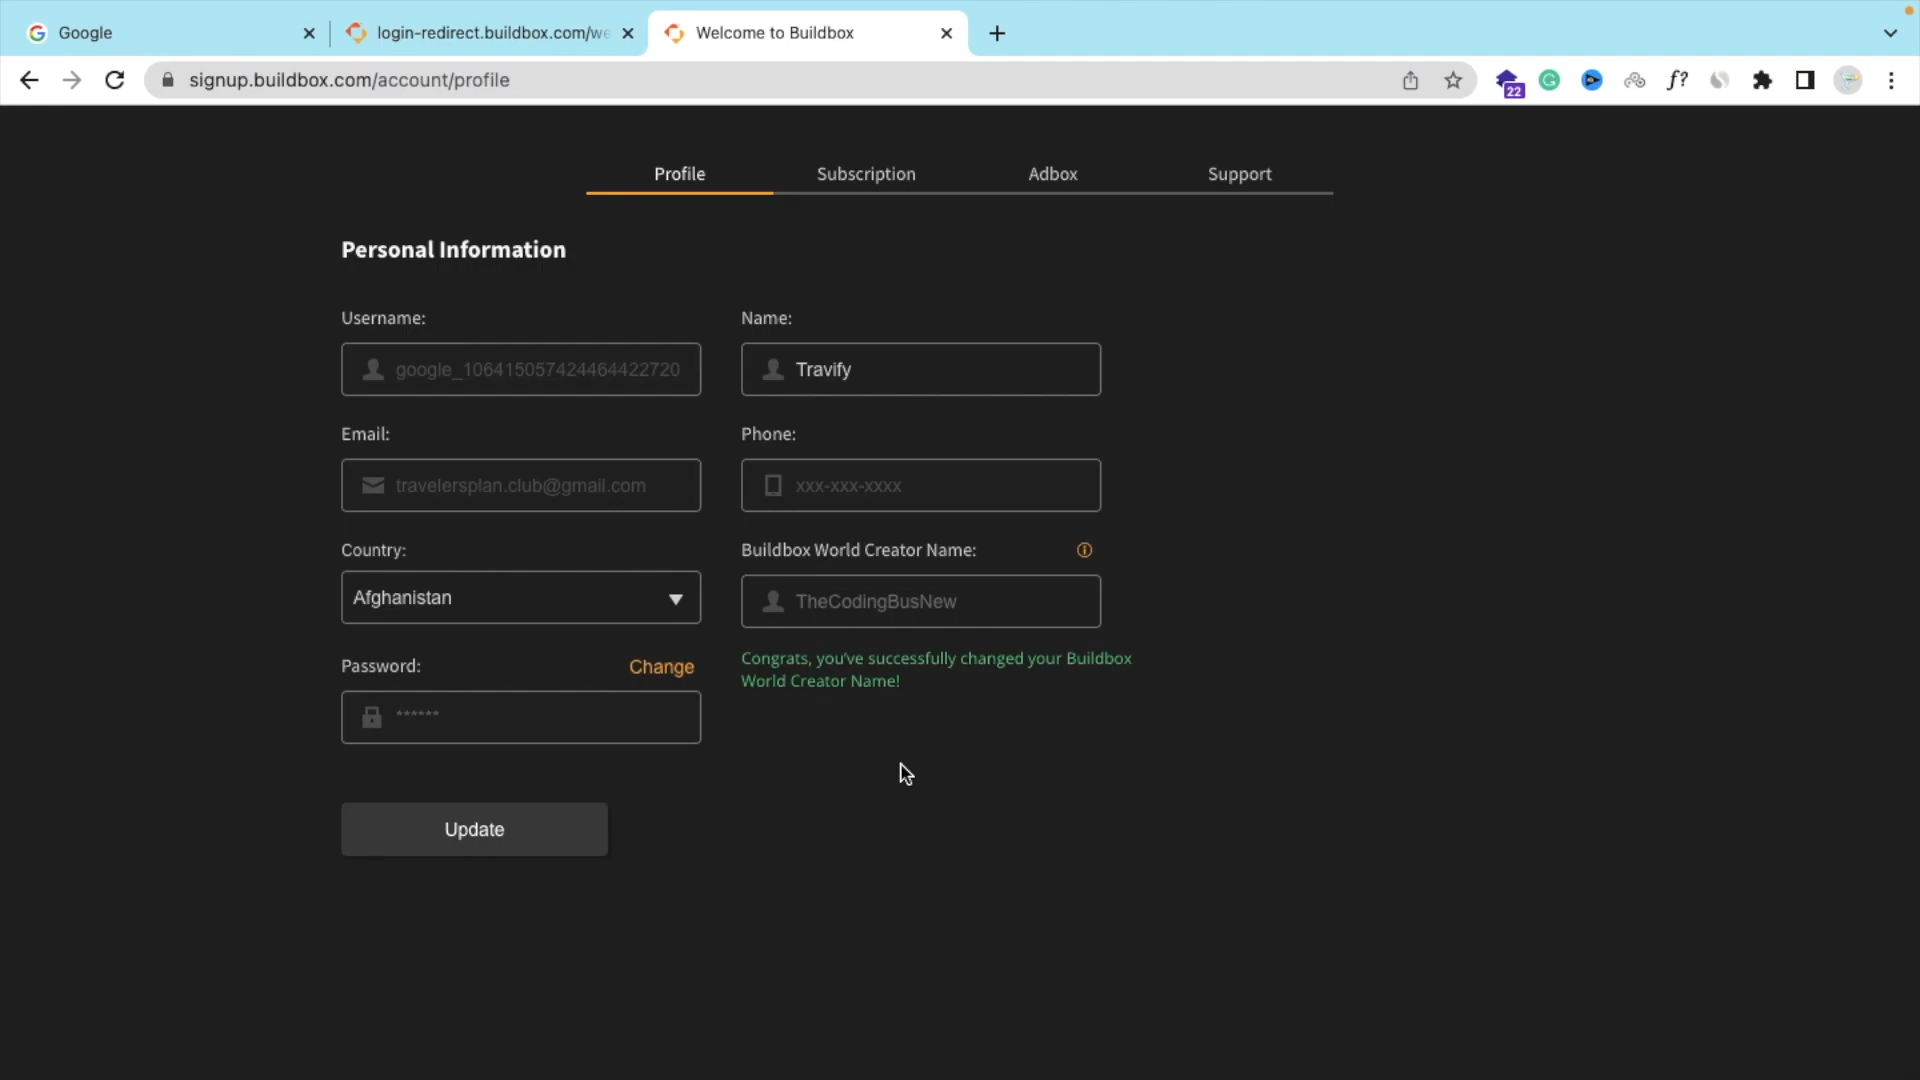 Google
login-redirect.buildbox.com/we
Welcome to Buildbox
signup.buildbox.com/account/profile
f?
22
Profile
Subscription
Adbox
Support
Personal Information
Username:
Name:
google_106415057424464422720
Travify
Email:
Phone:
travelersplan.club@gmail.com
xxx-xxx-xxxx
Country:
Buildbox World Creator Name:
Afghanistan
TheCodingBusNew
Password:
Change
Congrats, you've successfully changed your Buildbox
World Creator Name!
******
Update